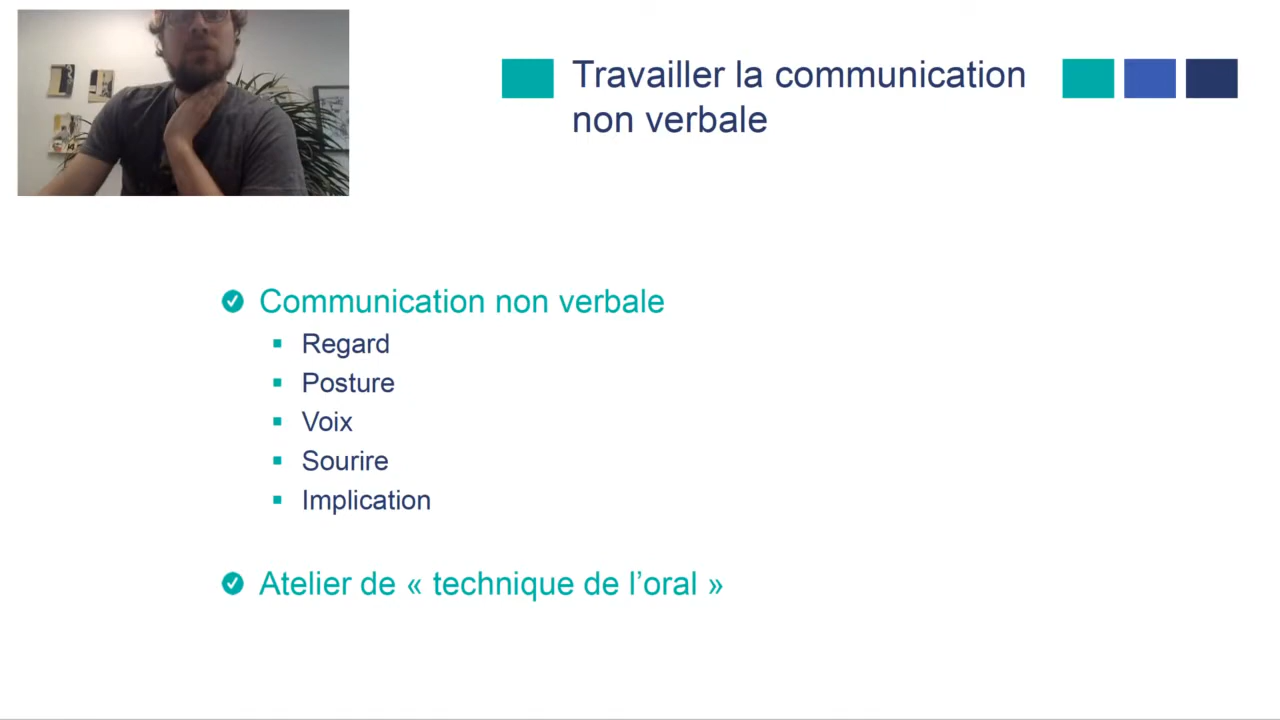 Travailler la communication
non verbale
Communication non verbale
Regard
Posture
Voix
Sourire
Implication
Atelier de « technique de l’oral »